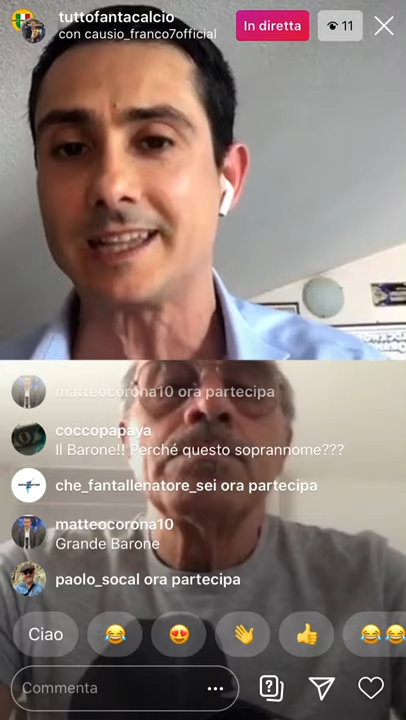 tuttofantacalcio
con causio_franco7official
In diretta
11
matteocorona10 ora partecipa
coccopapaya
Il Barone!! Perché questo soprannome???
che_fantallenatore_sei ora partecipa
matteocorona10
Grande Barone
paolo_socal ora partecipa
Ciao
Commenta